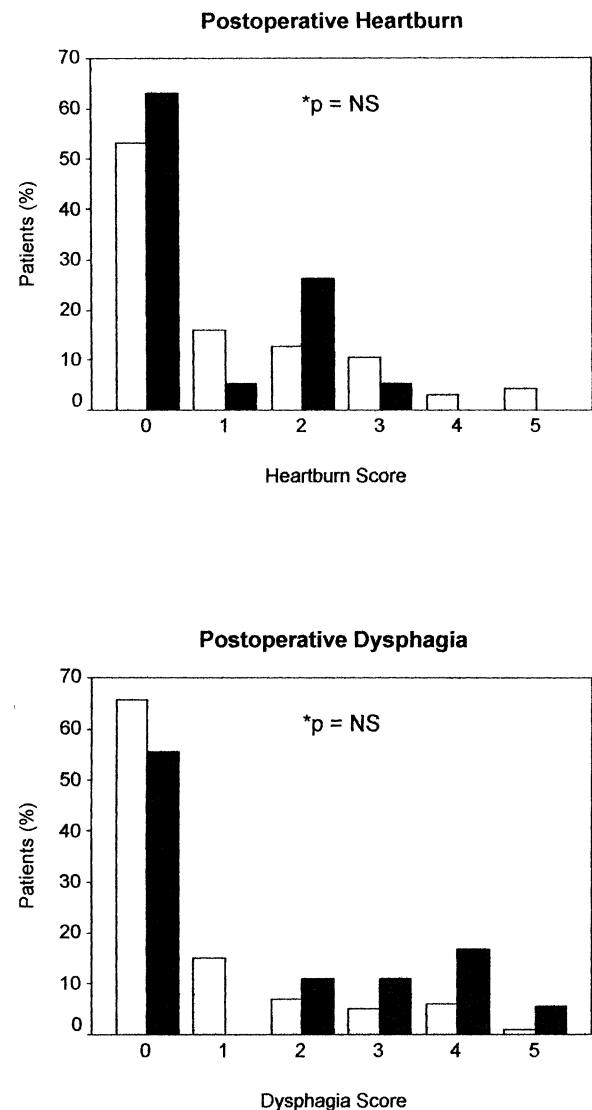 Postoperative Heartburn
70
60
50
40
30
20
10
0
Patients (%)
*p = NS
0 1 2 3 4 5
Heartburn Score
Postoperative Dysphagia
70
60
50
40
30
20
10
0
Patients (%)
*p = NS
0 1 2 3 4 5
Dysphagia Score